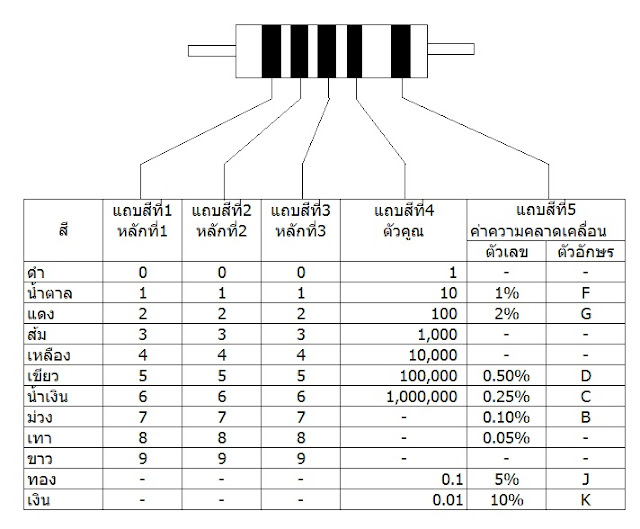 สี แถบสีที่1 หลักที่1 แถบสีที่2 หลักที่2 แถบสีที่3 หลักที่3 แถบสีที่4 ตัวคูณ แถบสีที่5 ค่าความคลาดเคลื่อน
ตัวเลข ตัวอักษร
ดำ 0 0 0 1 - -
น้ำตาล 1 1 1 10 1% F
แดง 2 2 2 100 2% G
ส้ม 3 3 3 1,000 - -
เหลือง 4 4 4 10,000 - -
เขียว 5 5 5 100,000 0.50% D
น้ำเงิน 6 6 6 1,000,000 0.25% C
ม่วง 7 7 7 - 0.10% B
เทา 8 8 8 - 0.05% -
ขาว 9 9 9 - - -
ทอง - - - 0.1 5% J
เงิน - - - 0.01 10% K